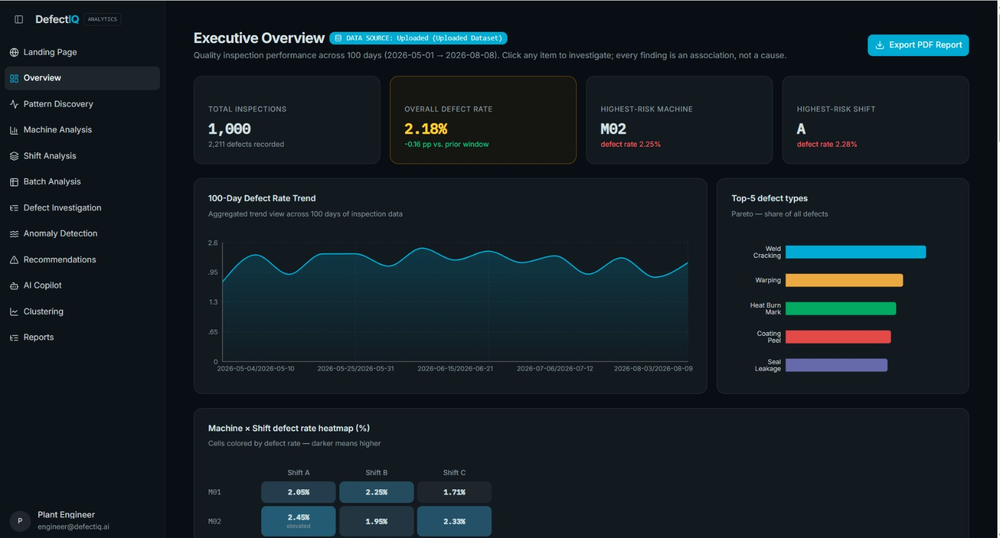 DefectIQ ANALYTICS
Landing Page
Overview
Pattern Discovery
Machine Analysis
Shift Analysis
Batch Analysis
Defect Investigation
Anomaly Detection
Recommendations
AI Copilot
Clustering
Reports
P
Plant Engineer
engineer@defectiq.ai
Executive Overview
DATA SOURCE: Uploaded (Uploaded Dataset)
Quality inspection performance across 100 days (2026-05-01 → 2026-08-08). Click any item to investigate; every finding is an association, not a cause.
Export PDF Report
TOTAL INSPECTIONS
1,000
2,211 defects recorded
OVERALL DEFECT RATE
2.18%
-0.16 pp vs. prior window
HIGHEST-RISK MACHINE
M02
defect rate 2.25%
HIGHEST-RISK SHIFT
A
defect rate 2.28%
100-Day Defect Rate Trend
Aggregated trend view across 100 days of inspection data
2.6
.95
1.3
.65
0
2026-05-04/2026-05-10 2026-05-25/2026-05-31 2026-06-15/2026-06-21 2026-07-06/2026-07-12 2026-08-03/2026-08-09
Top-5 defect types
Pareto — share of all defects
Weld
Cracking
Warping
Heat Burn
Mark
Coating
Peel
Seal
Leakage
Machine × Shift defect rate heatmap (%)
Cells colored by defect rate — darker means higher
Shift A Shift B Shift C
M01 2.05% 2.25% 1.71%
M02 2.45% 1.95% 2.33%
elevated